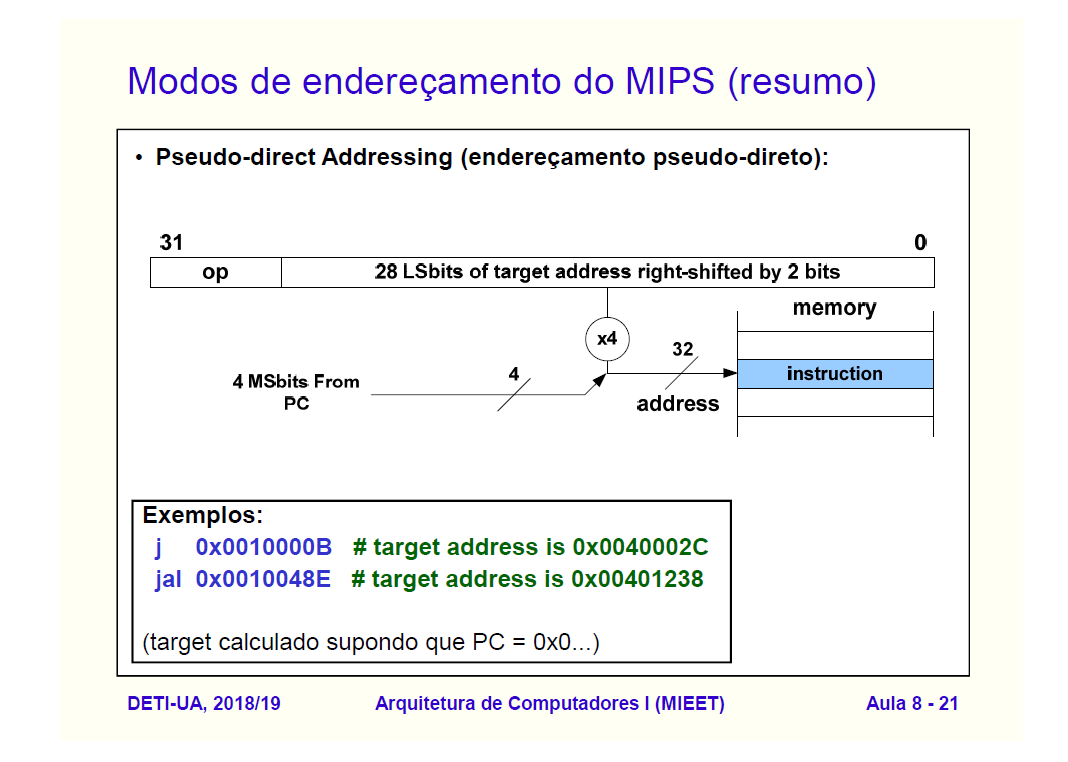 Modos de endereçamento do MIPS (resumo)
• Pseudo-direct Addressing (endereçamento pseudo-direto):
31 0
op 28 LSbits of target address right-shifted by 2 bits
memory
x4
32
4 MSbits From
PC
4
instruction
address
Exemplos:
j 0x0010000B # target address is 0x0040002C
jal 0x0010048E # target address is 0x00401238
(target calculado supondo que PC = 0x0...)
DETI-UA, 2018/19 Arquitetura de Computadores I (MIEET) Aula 8 - 21